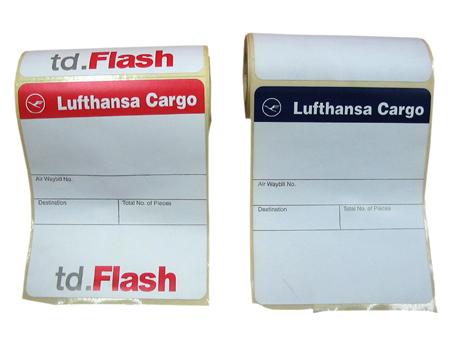 td.Flash
Lufthansa Cargo
Air Waybill No.
Destination
Total No. of Pieces
td.Flash
Lufthansa Cargo
Air Waybill No.
Destination
Total No. of Pieces